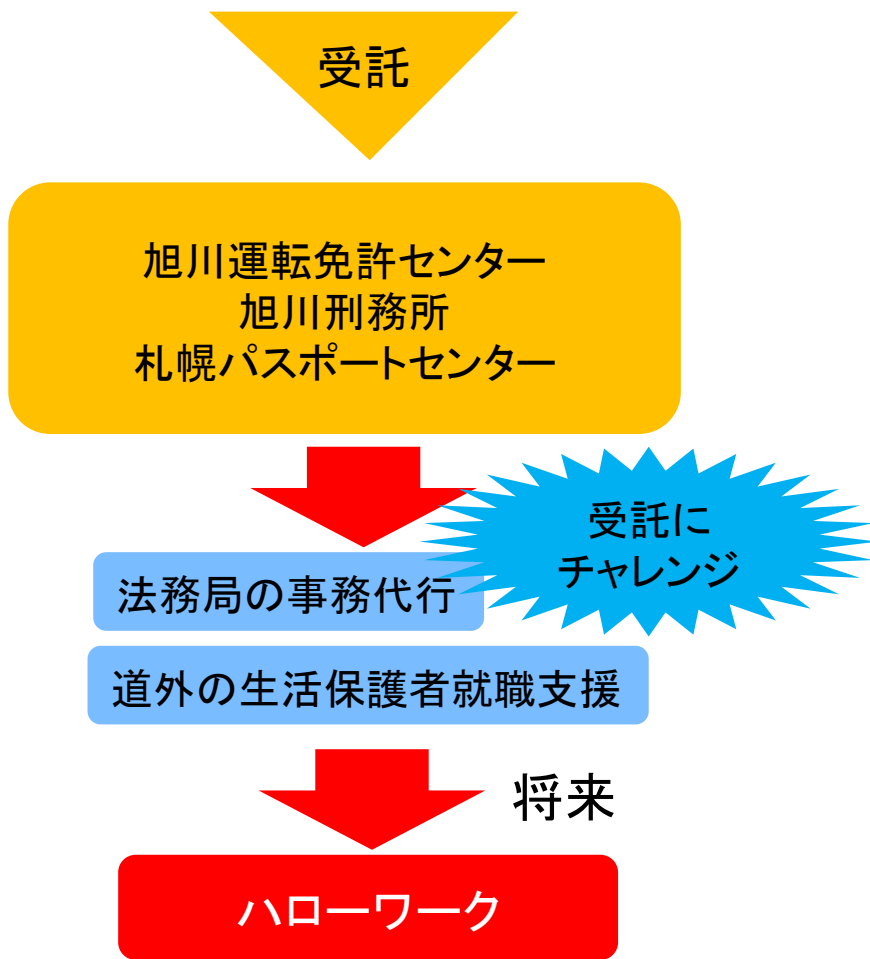 受託
旭川運転免許センター
旭川刑務所
札幌パスポートセンター
受託に
チャレンジ
法務局の事務代行
道外の生活保護者就職支援
将来
ハローワーク